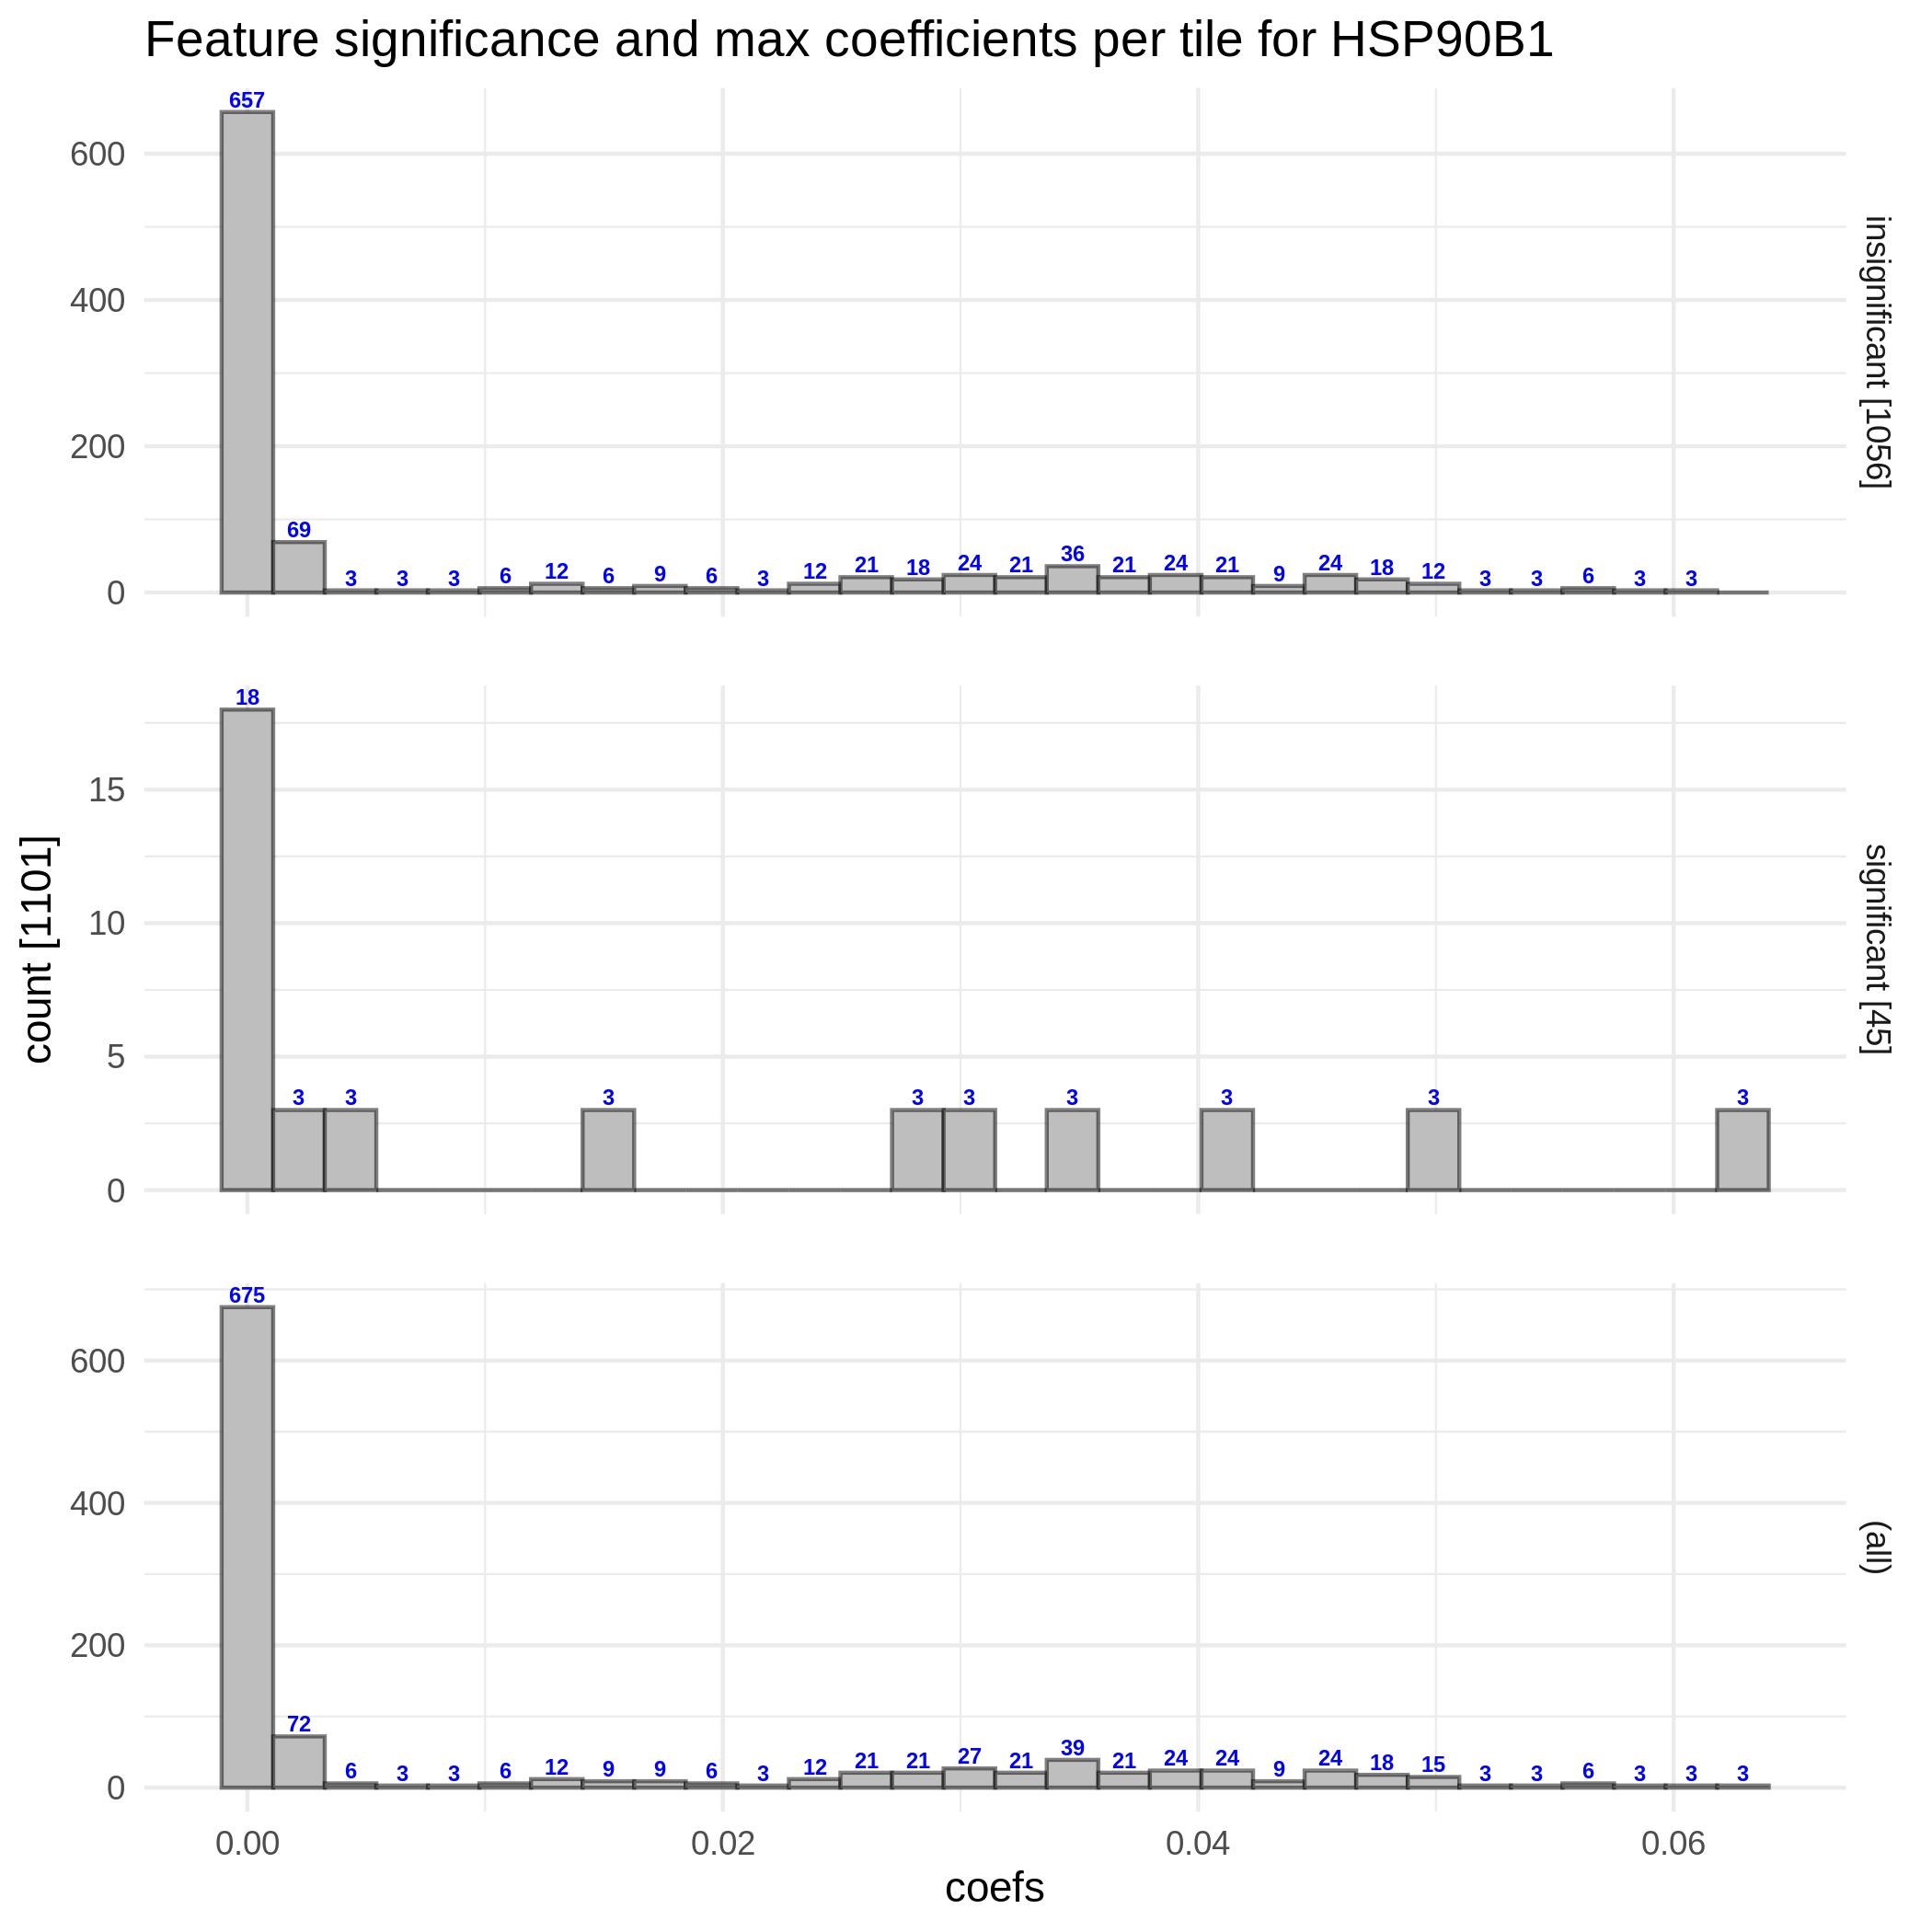 Feature significance and max coefficients per tile for HSP90B1
657
600
400
200
0
69 3 3 3 6 12 6 9 6 3 12 21 18 24 21 36 21 24 21 9 24 18 12 3 3 6 3 3
insignificant [1056]
18
15
10
5
0
3 3 3 3 3 3 3 3 3
significant [45]
count [1101]
675
600
400
200
0
72 6 3 3 6 12 9 9 6 3 12 21 21 27 21 39 21 24 24 9 24 18 15 3 3 6 3 3 3
(all)
0.00 0.02 0.04 0.06
coefs